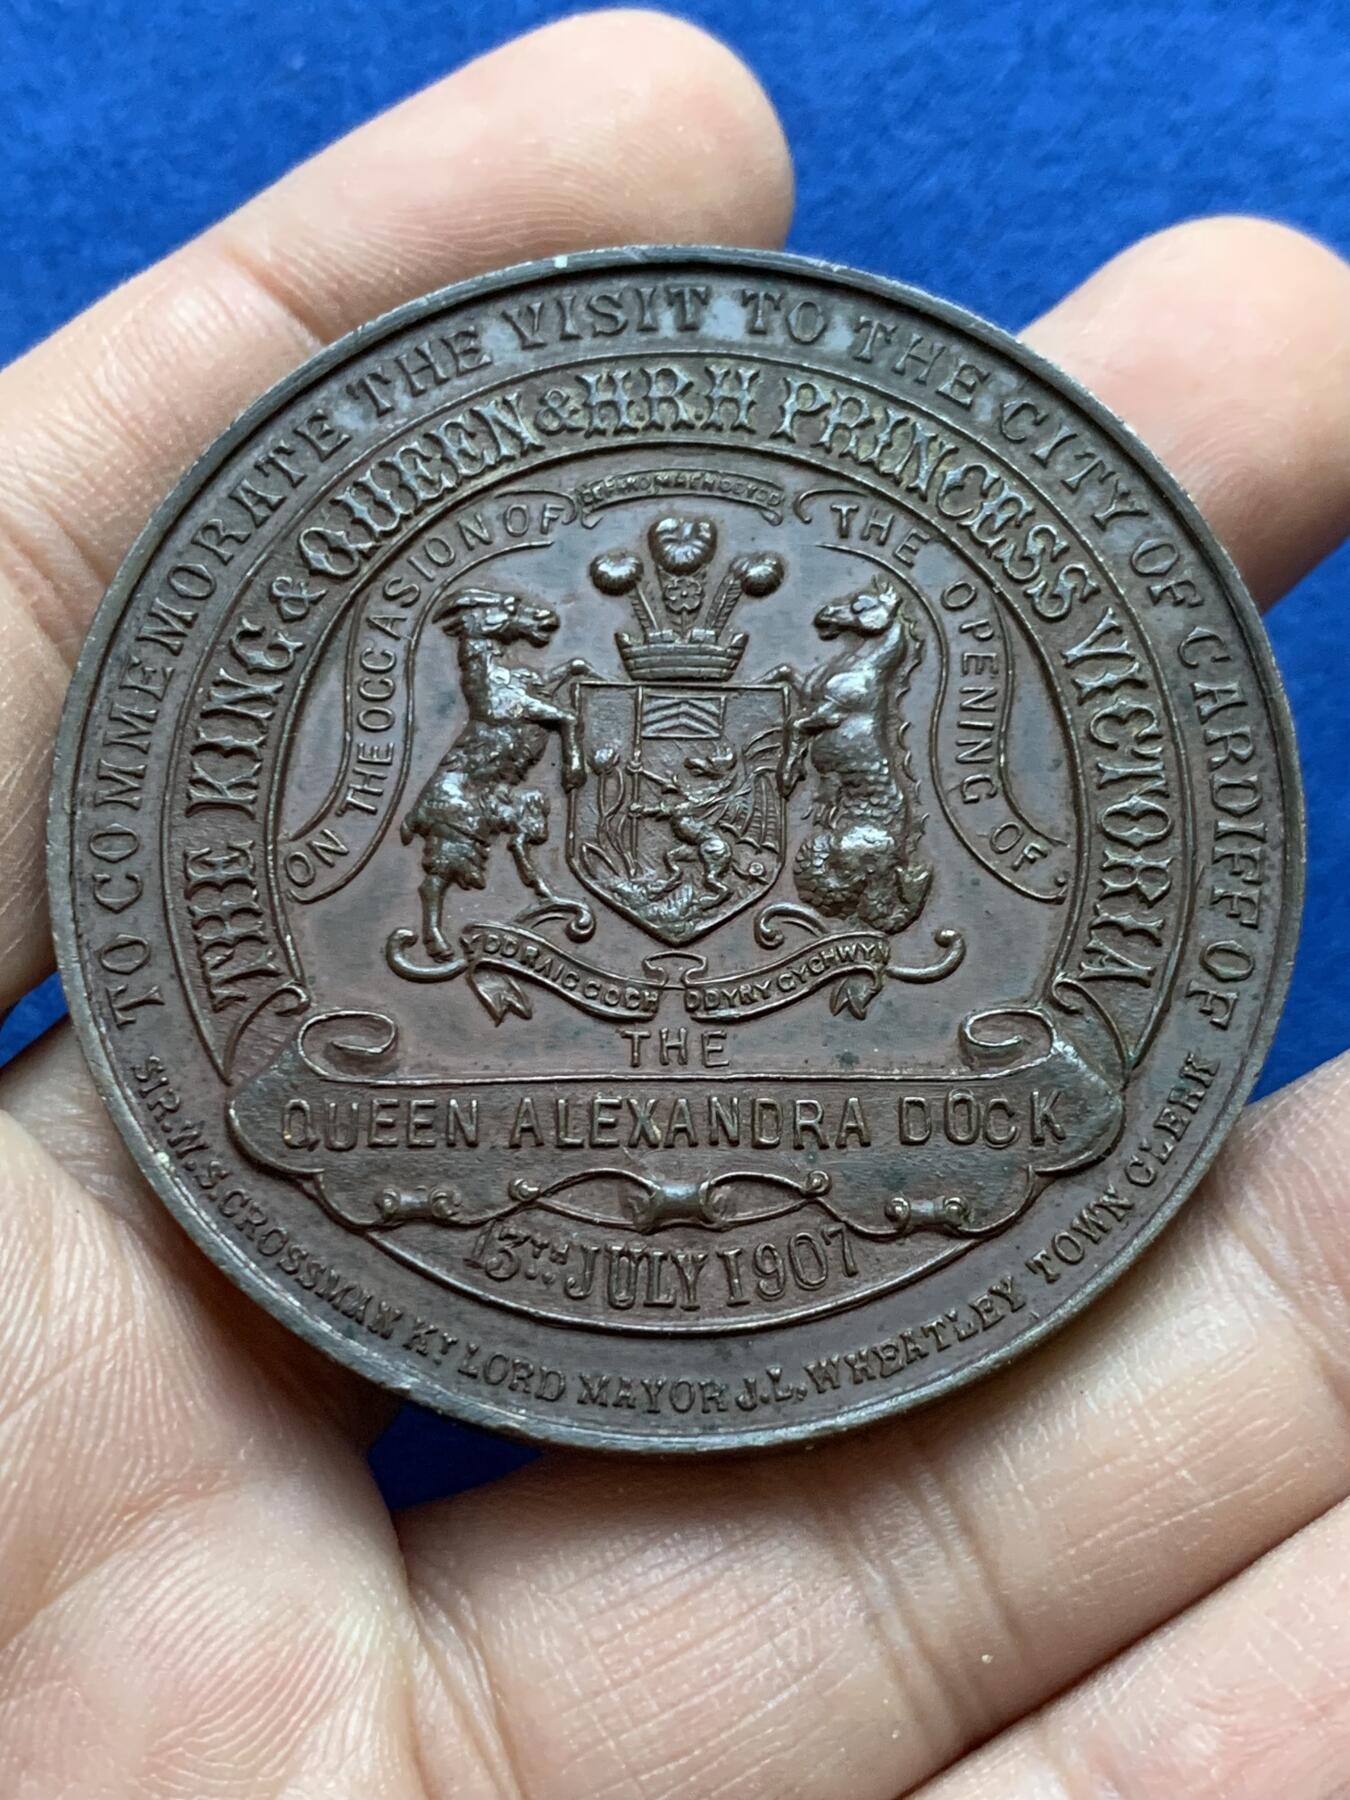 TO COMMEMORATE THE VISIT TO THE CITY OF CARDIFF OF
THE KING & QUEEN & H.R.H PRINCESS VICTORIA
ON THE OCCASION OF
THE OPENING OF
Y DDRAIG GOCH DDYRY GYCHWYN
THE
QUEEN ALEXANDRA DOCK
13TH JULY 1907
SIR. W. S. CROSSMAN KT LORD MAYOR J. L. WHEATLEY TOWN CLERK